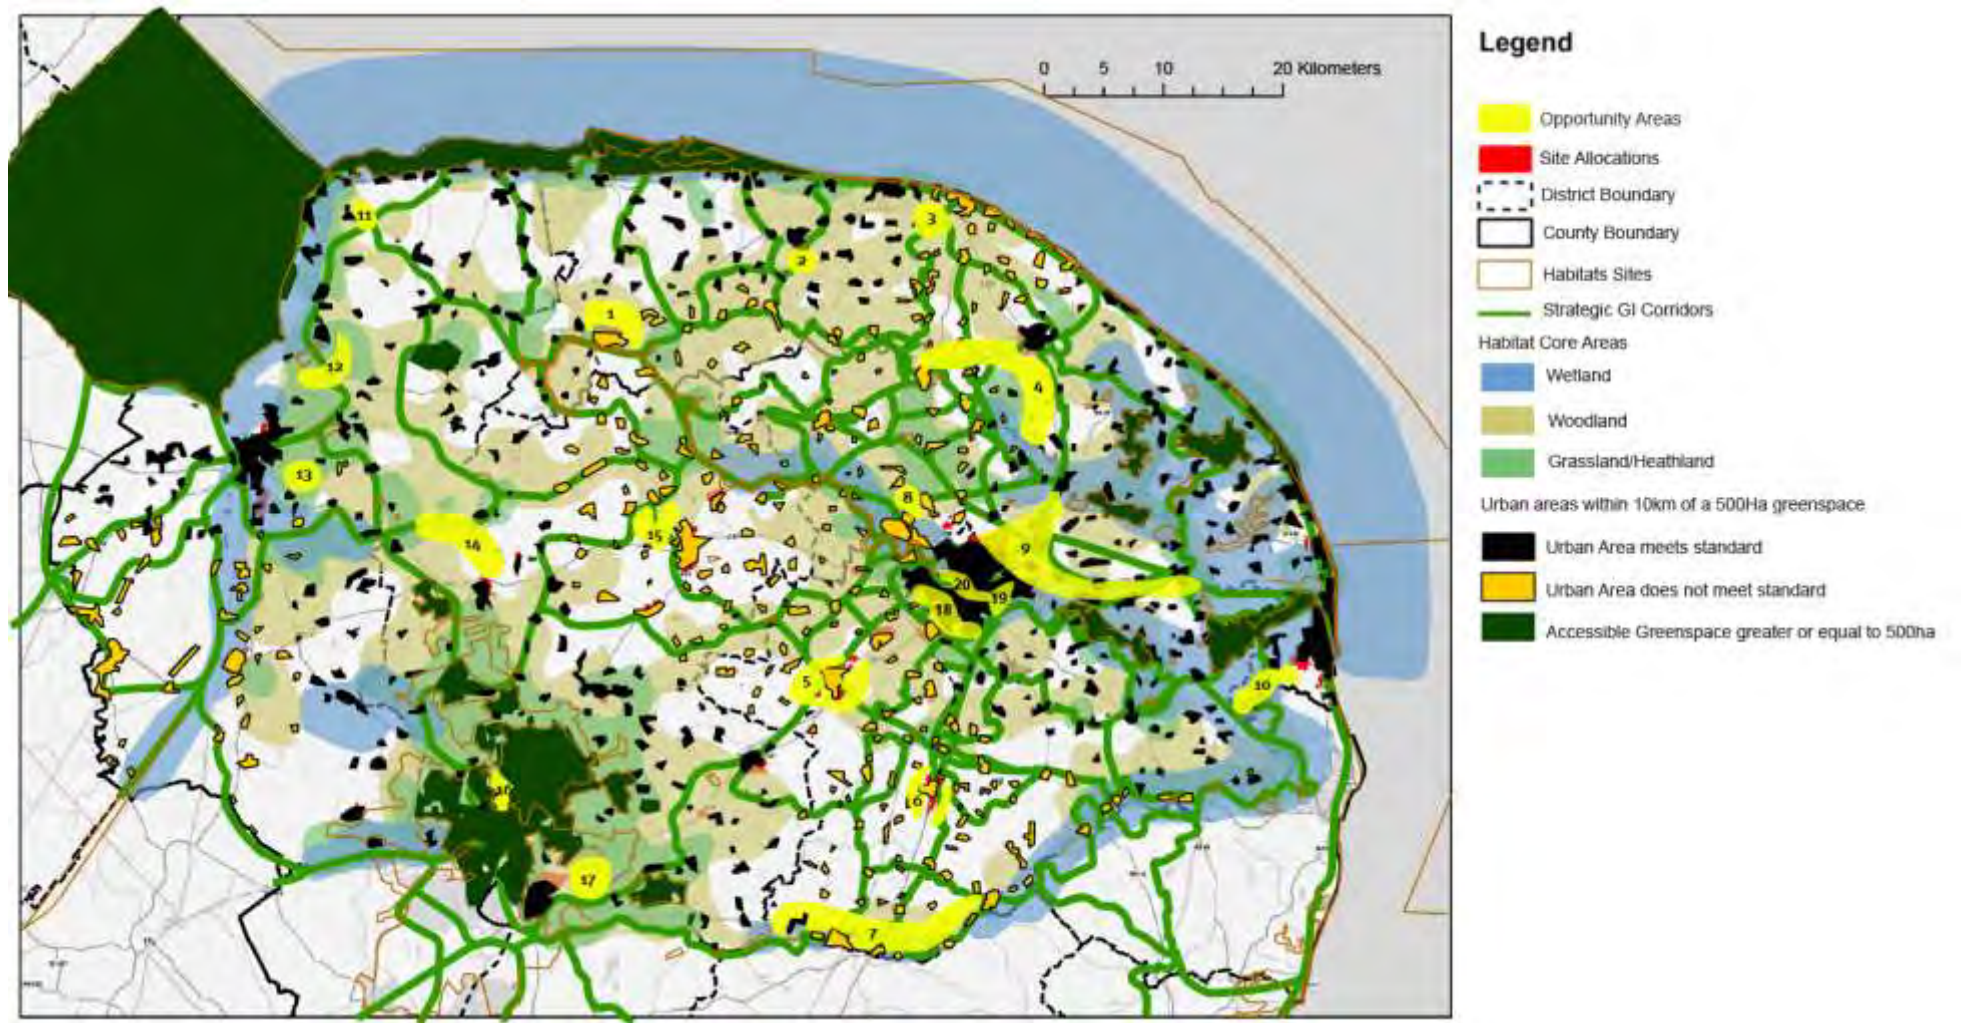 Legend
0 5 10 20 Kilometers
Opportunity Areas
Site Allocations
District Boundary
County Boundary
Habitats Sites
Strategic GI Corridors
Habitat Core Areas
Wetland
Woodland
Grassland/Heathland
Urban areas within 10km of a 500Ha greenspace
Urban Area meets standard
Urban Area does not meet standard
Accessible Greenspace greater or equal to 500ha
11
3
2
1
12
4
13
8
14
15
9
20
19
18
5
10
16
6
17
7